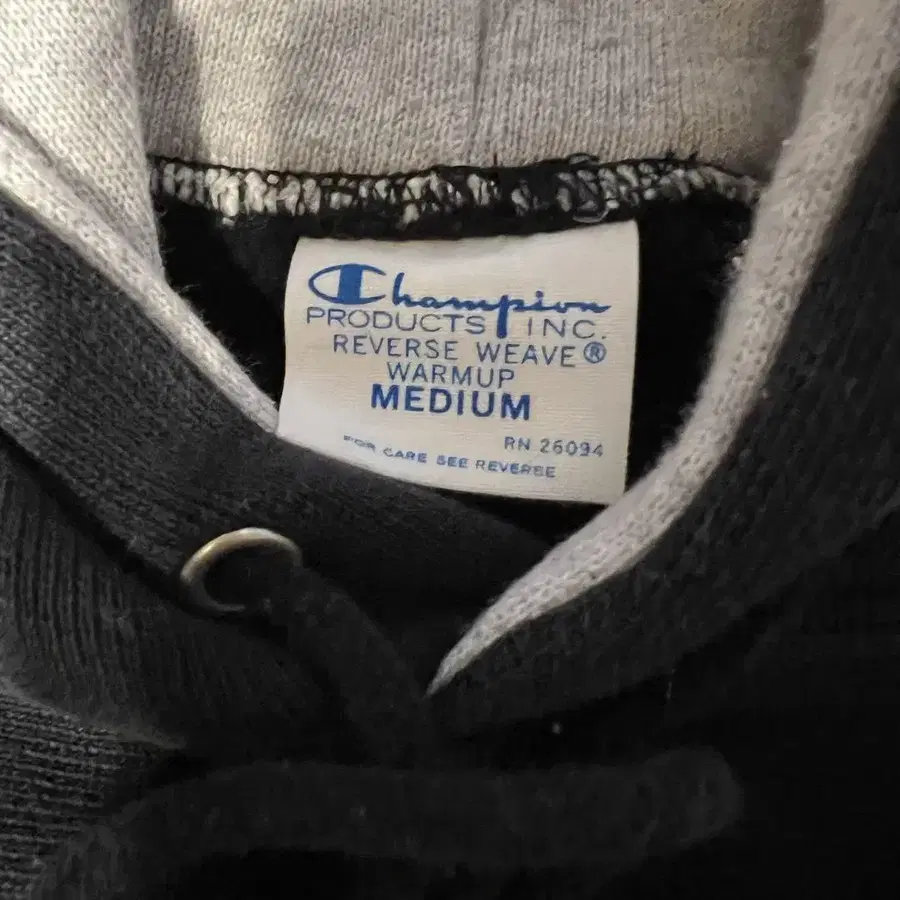 Champion
PRODUCTS INC.
REVERSE WEAVE®
WARMUP
MEDIUM
RN 26094
FOR CARE SEE REVERSE